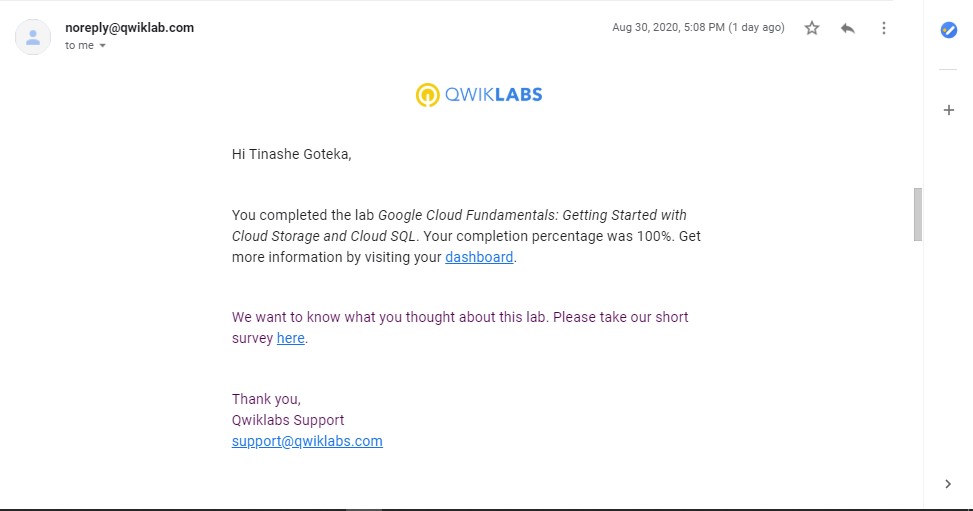 noreply@qwiklab.com
Aug 30, 2020, 5:08 PM (1 day ago)
to me
QWIKLABS
Hi Tinashe Goteka,
You completed the lab Google Cloud Fundamentals: Getting Started with
Cloud Storage and Cloud SQL. Your completion percentage was 100%. Get
more information by visiting your dashboard.
We want to know what you thought about this lab. Please take our short
survey here.
Thank you,
Qwiklabs Support
support@qwiklabs.com